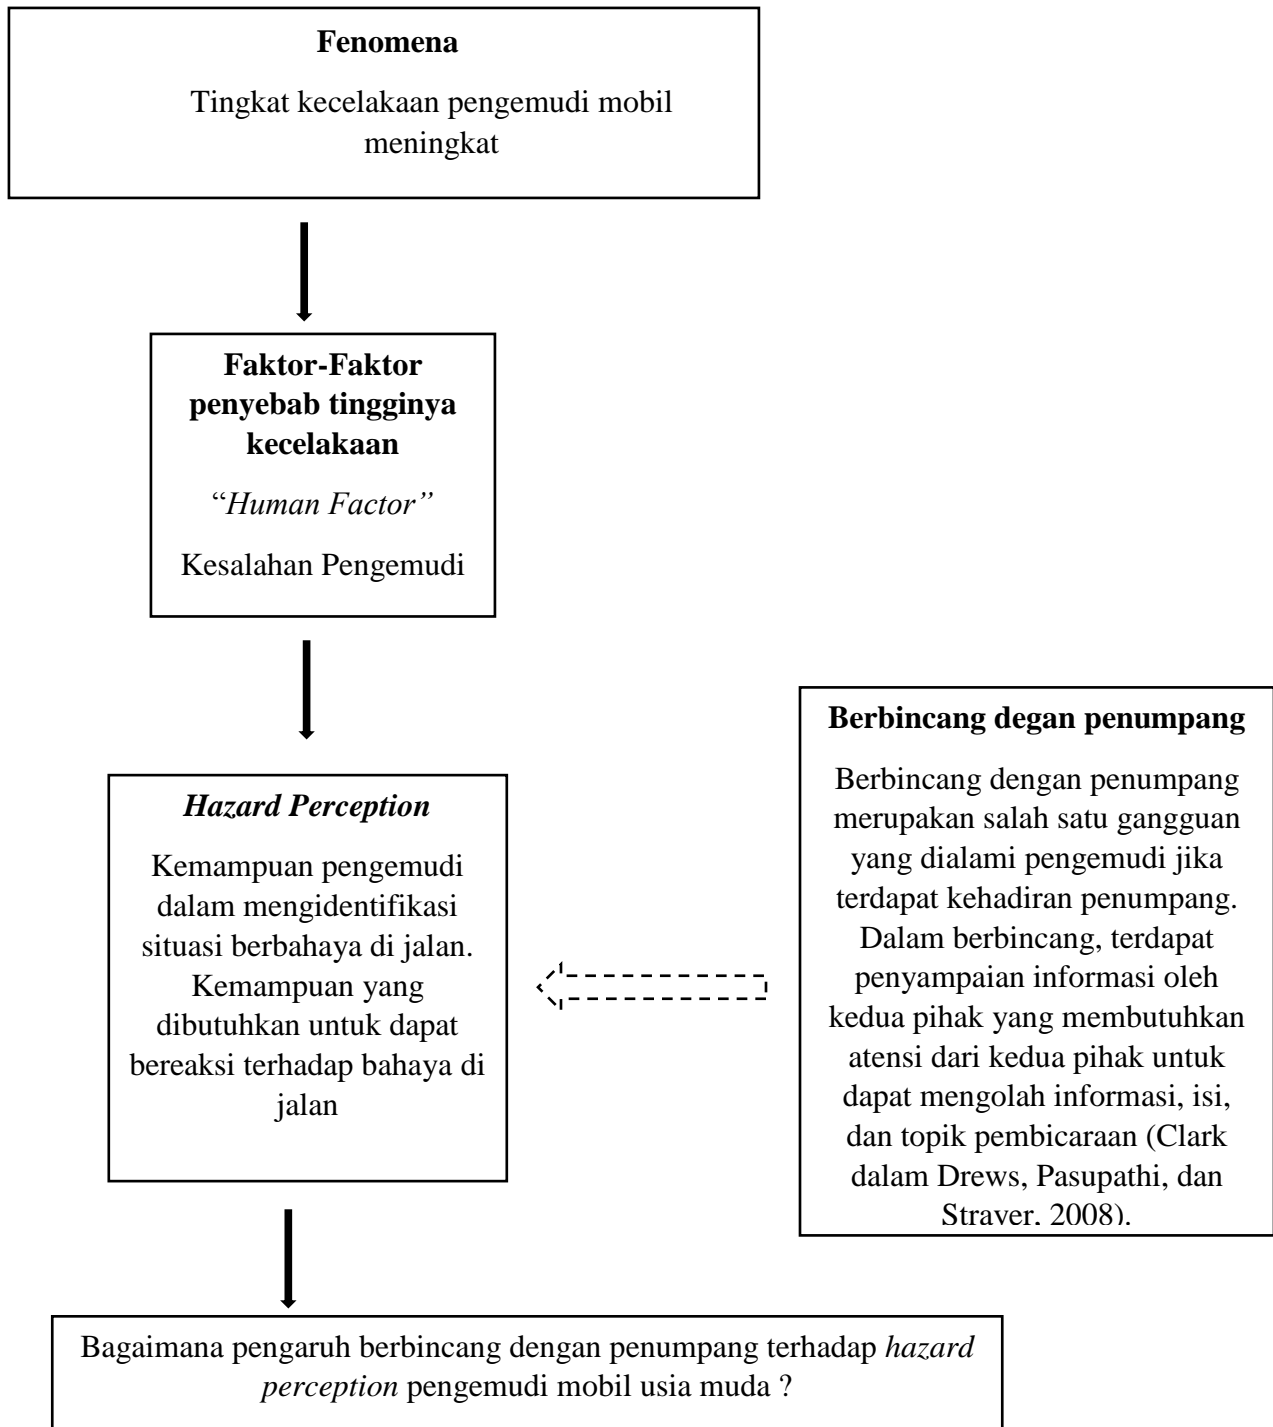 Fenomena
Tingkat kecelakaan pengemudi mobil
meningkat
Faktor-Faktor
penyebab tingginya
kecelakaan
“Human Factor”
Kesalahan Pengemudi
Hazard Perception
Kemampuan pengemudi
dalam mengidentifikasi
situasi berbahaya di jalan.
Kemampuan yang
dibutuhkan untuk dapat
bereaksi terhadap bahaya di
jalan
Berbincang degan penumpang
Berbincang dengan penumpang
merupakan salah satu gangguan
yang dialami pengemudi jika
terdapat kehadiran penumpang.
Dalam berbincang, terdapat
penyampaian informasi oleh
kedua pihak yang membutuhkan
atensi dari kedua pihak untuk
dapat mengolah informasi, isi,
dan topik pembicaraan (Clark
dalam Drews, Pasupathi, dan
Straver, 2008).
Bagaimana pengaruh berbincang dengan penumpang terhadap hazard
perception pengemudi mobil usia muda ?